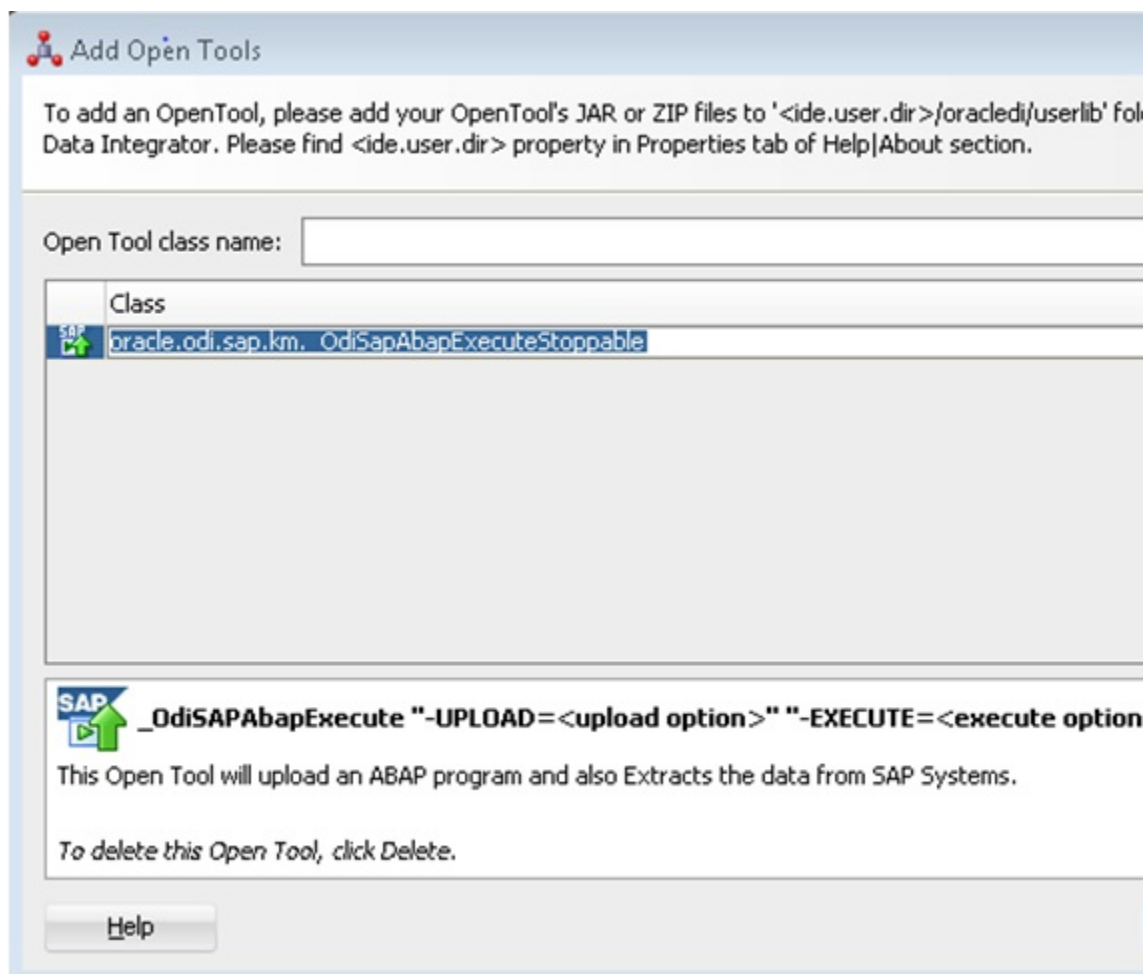 Add Open Tools
To add an OpenTool, please add your OpenTool's JAR or ZIP files to '<ide.user.dir>/oracledi/userlib'
Data Integrator. Please find <ide.user.dir> property in Properties tab of Help|About section.
Open Tool class name:
Class
oracle.odi.sap.km._OdiSapAbapExecuteStoppable
SAP
_OdiSAPAbapExecute "-UPLOAD=<upload option>" "-EXECUTE=<execute option
This Open Tool will upload an ABAP program and also Extracts the data from SAP Systems.
To delete this Open Tool, click Delete.
Help